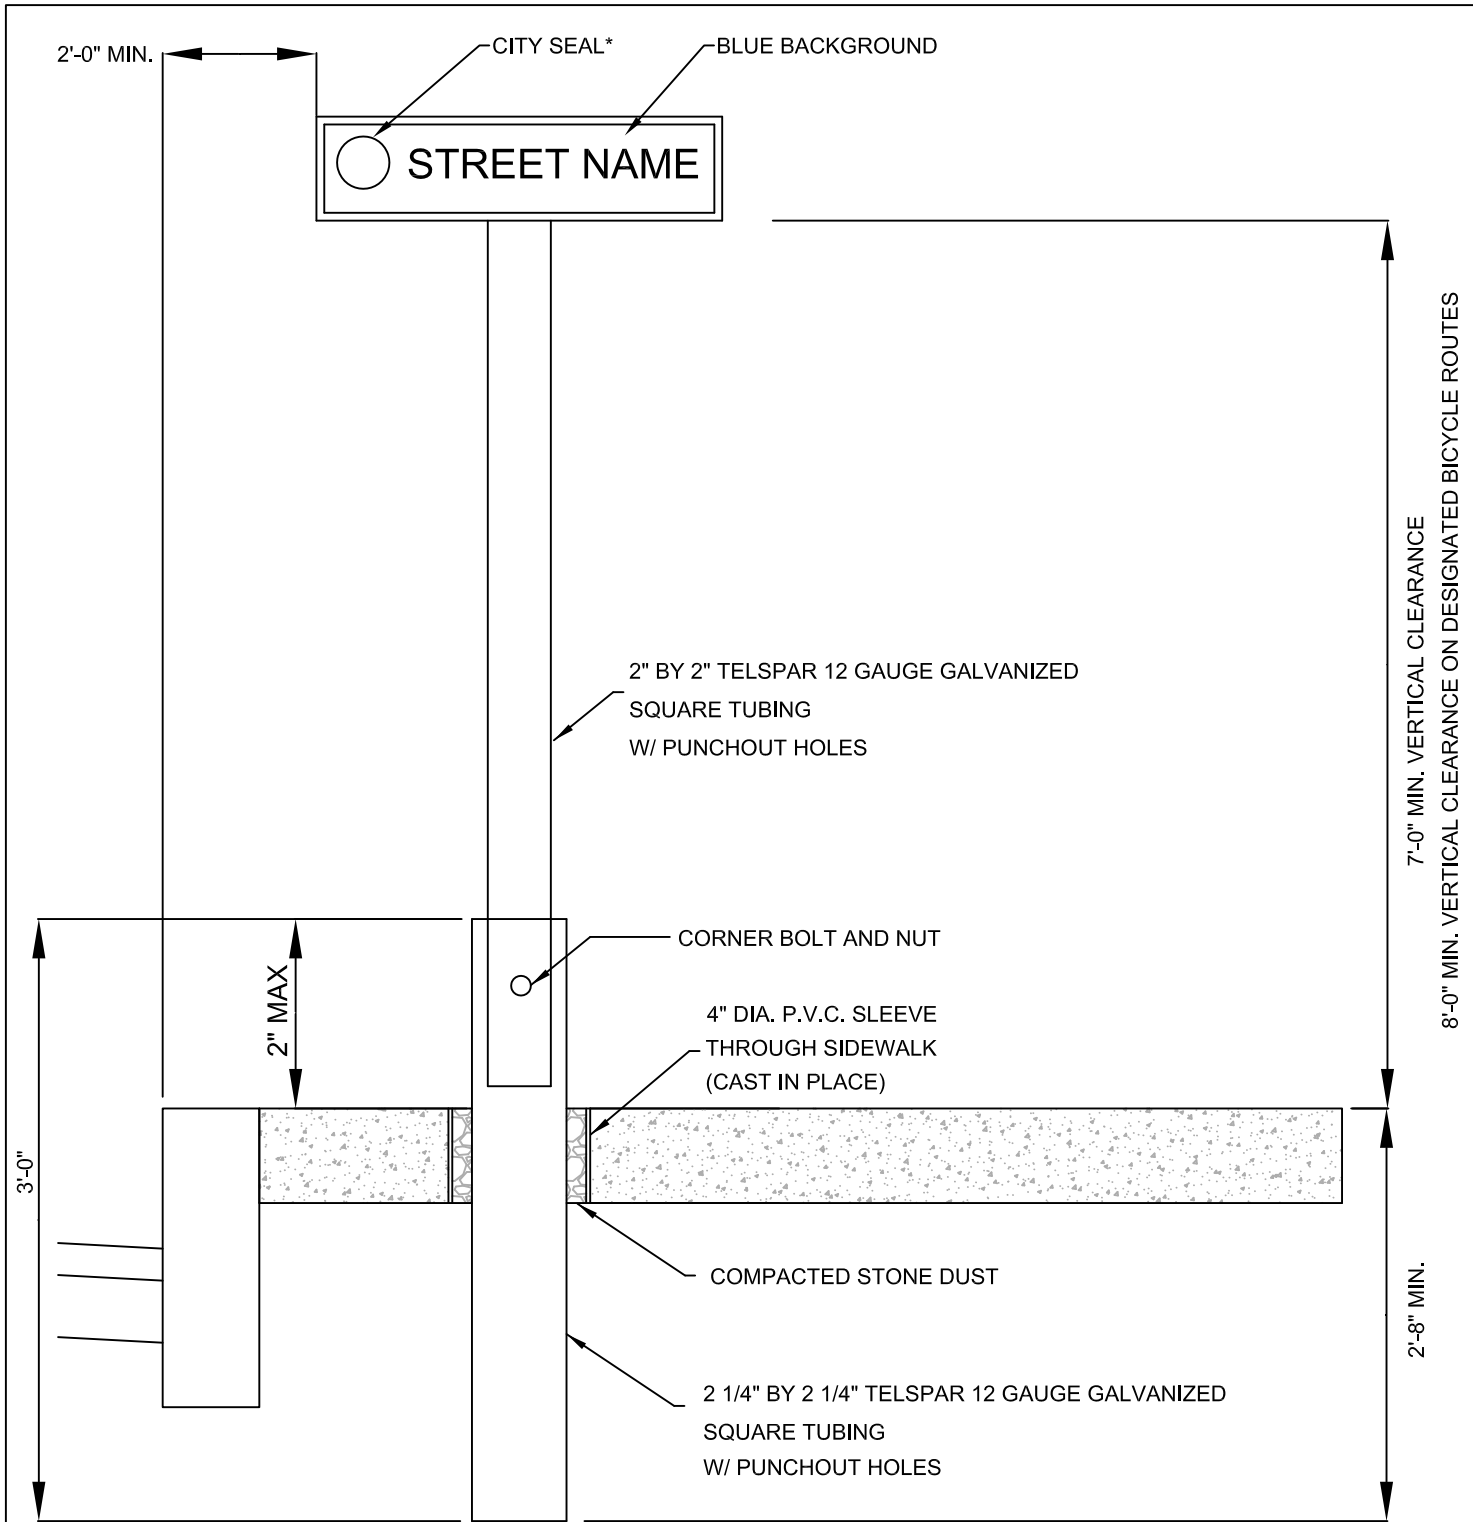 2'-0" MIN.
CITY SEAL*
BLUE BACKGROUND
STREET NAME
7'-0" MIN. VERTICAL CLEARANCE
8'-0" MIN. VERTICAL CLEARANCE ON DESIGNATED BICYCLE ROUTES
2" BY 2" TELSPAR 12 GAUGE GALVANIZED
SQUARE TUBING
W/ PUNCHOUT HOLES
CORNER BOLT AND NUT
2" MAX
4" DIA. P.V.C. SLEEVE
THROUGH SIDEWALK
(CAST IN PLACE)
3'-0"
COMPACTED STONE DUST
2'-8" MIN.
2 1/4" BY 2 1/4" TELSPAR 12 GAUGE GALVANIZED
SQUARE TUBING
W/ PUNCHOUT HOLES